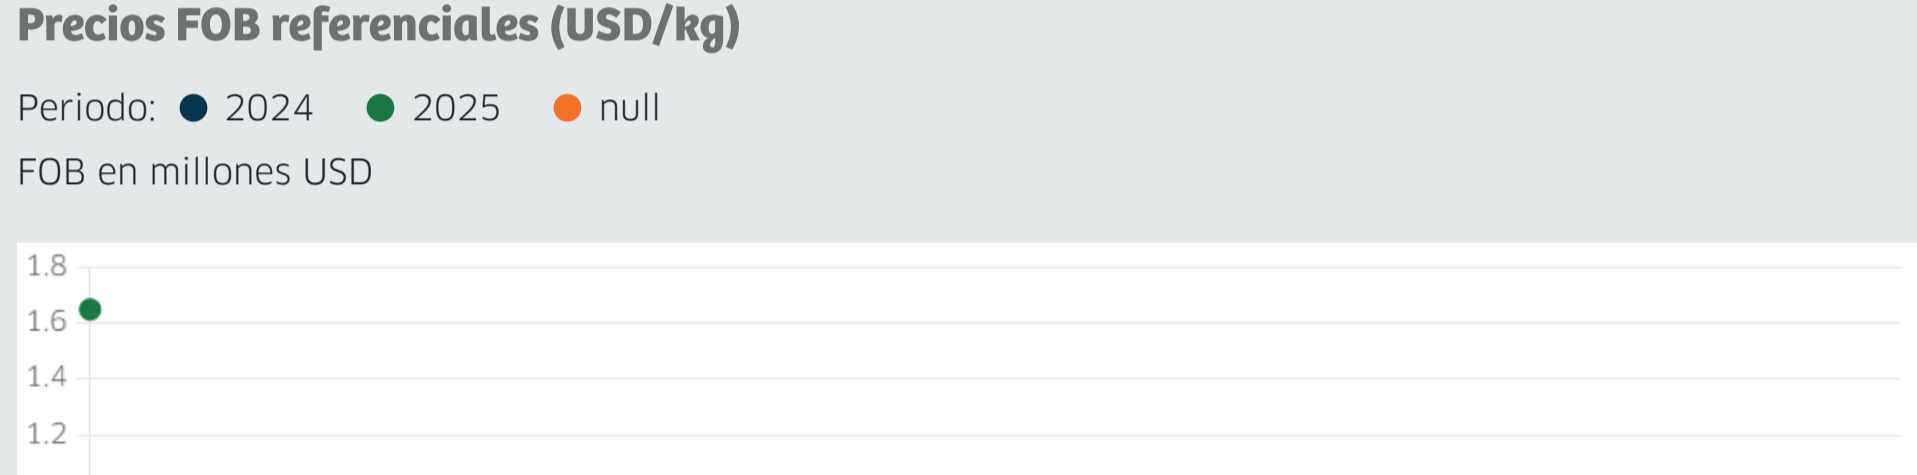 Precios FOB referenciales (USD/kg)
Periodo: 2024 2025 null
FOB en millones USD
1.8
1.6
1.4
1.2